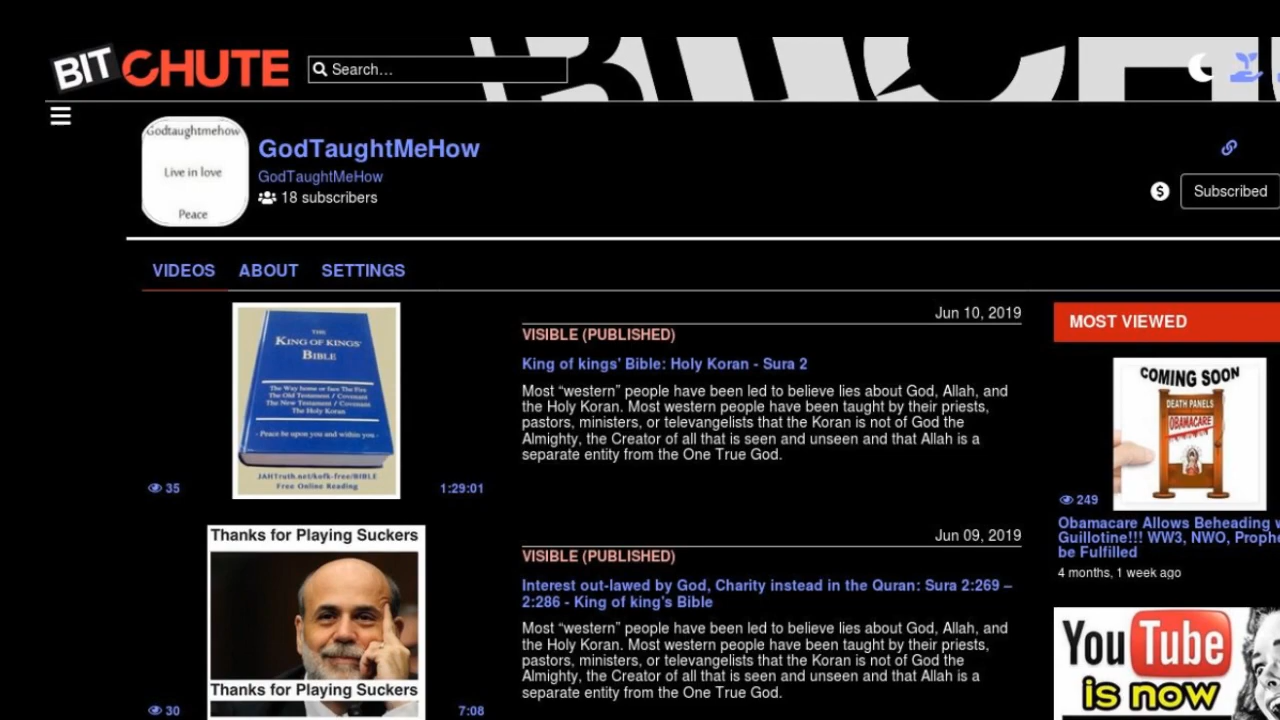 BIT CHUTE
Search...
Godtaughtmehow
Live in love
Peace
GodTaughtMeHow
GodTaughtMeHow
18 subscribers
Subscribed
VIDEOS ABOUT SETTINGS
THE
KING OF KINGS'
BIBLE
The Way home or face The Fire
The Old Testament / Covenant
The New Testament / Covenant
The Holy Koran
- Peace be upon you and within you -
JAHTruth.net/kofk-free/BIBLE
Free Online Reading
35
1:29:01
Jun 10, 2019
VISIBLE (PUBLISHED)
King of kings' Bible: Holy Koran - Sura 2
Most “western” people have been led to believe lies about God, Allah, and
the Holy Koran. Most western people have been taught by their priests,
pastors, ministers, or televangelists that the Koran is not of God the
Almighty, the Creator of all that is seen and unseen and that Allah is a
separate entity from the One True God.
Thanks for Playing Suckers
Thanks for Playing Suckers
30
7:08
Jun 09, 2019
VISIBLE (PUBLISHED)
Interest out-lawed by God, Charity instead in the Quran: Sura 2:269 –
2:286 - King of king's Bible
Most “western” people have been led to believe lies about God, Allah, and
the Holy Koran. Most western people have been taught by their priests,
pastors, ministers, or televangelists that the Koran is not of God the
Almighty, the Creator of all that is seen and unseen and that Allah is a
separate entity from the One True God.
MOST VIEWED
COMING SOON
DEATH PANELS
OBAMACARE
249
Obamacare Allows Beheading w
Guillotine!!! WW3, NWO, Prophe
be Fulfilled
4 months, 1 week ago
You Tube
is now